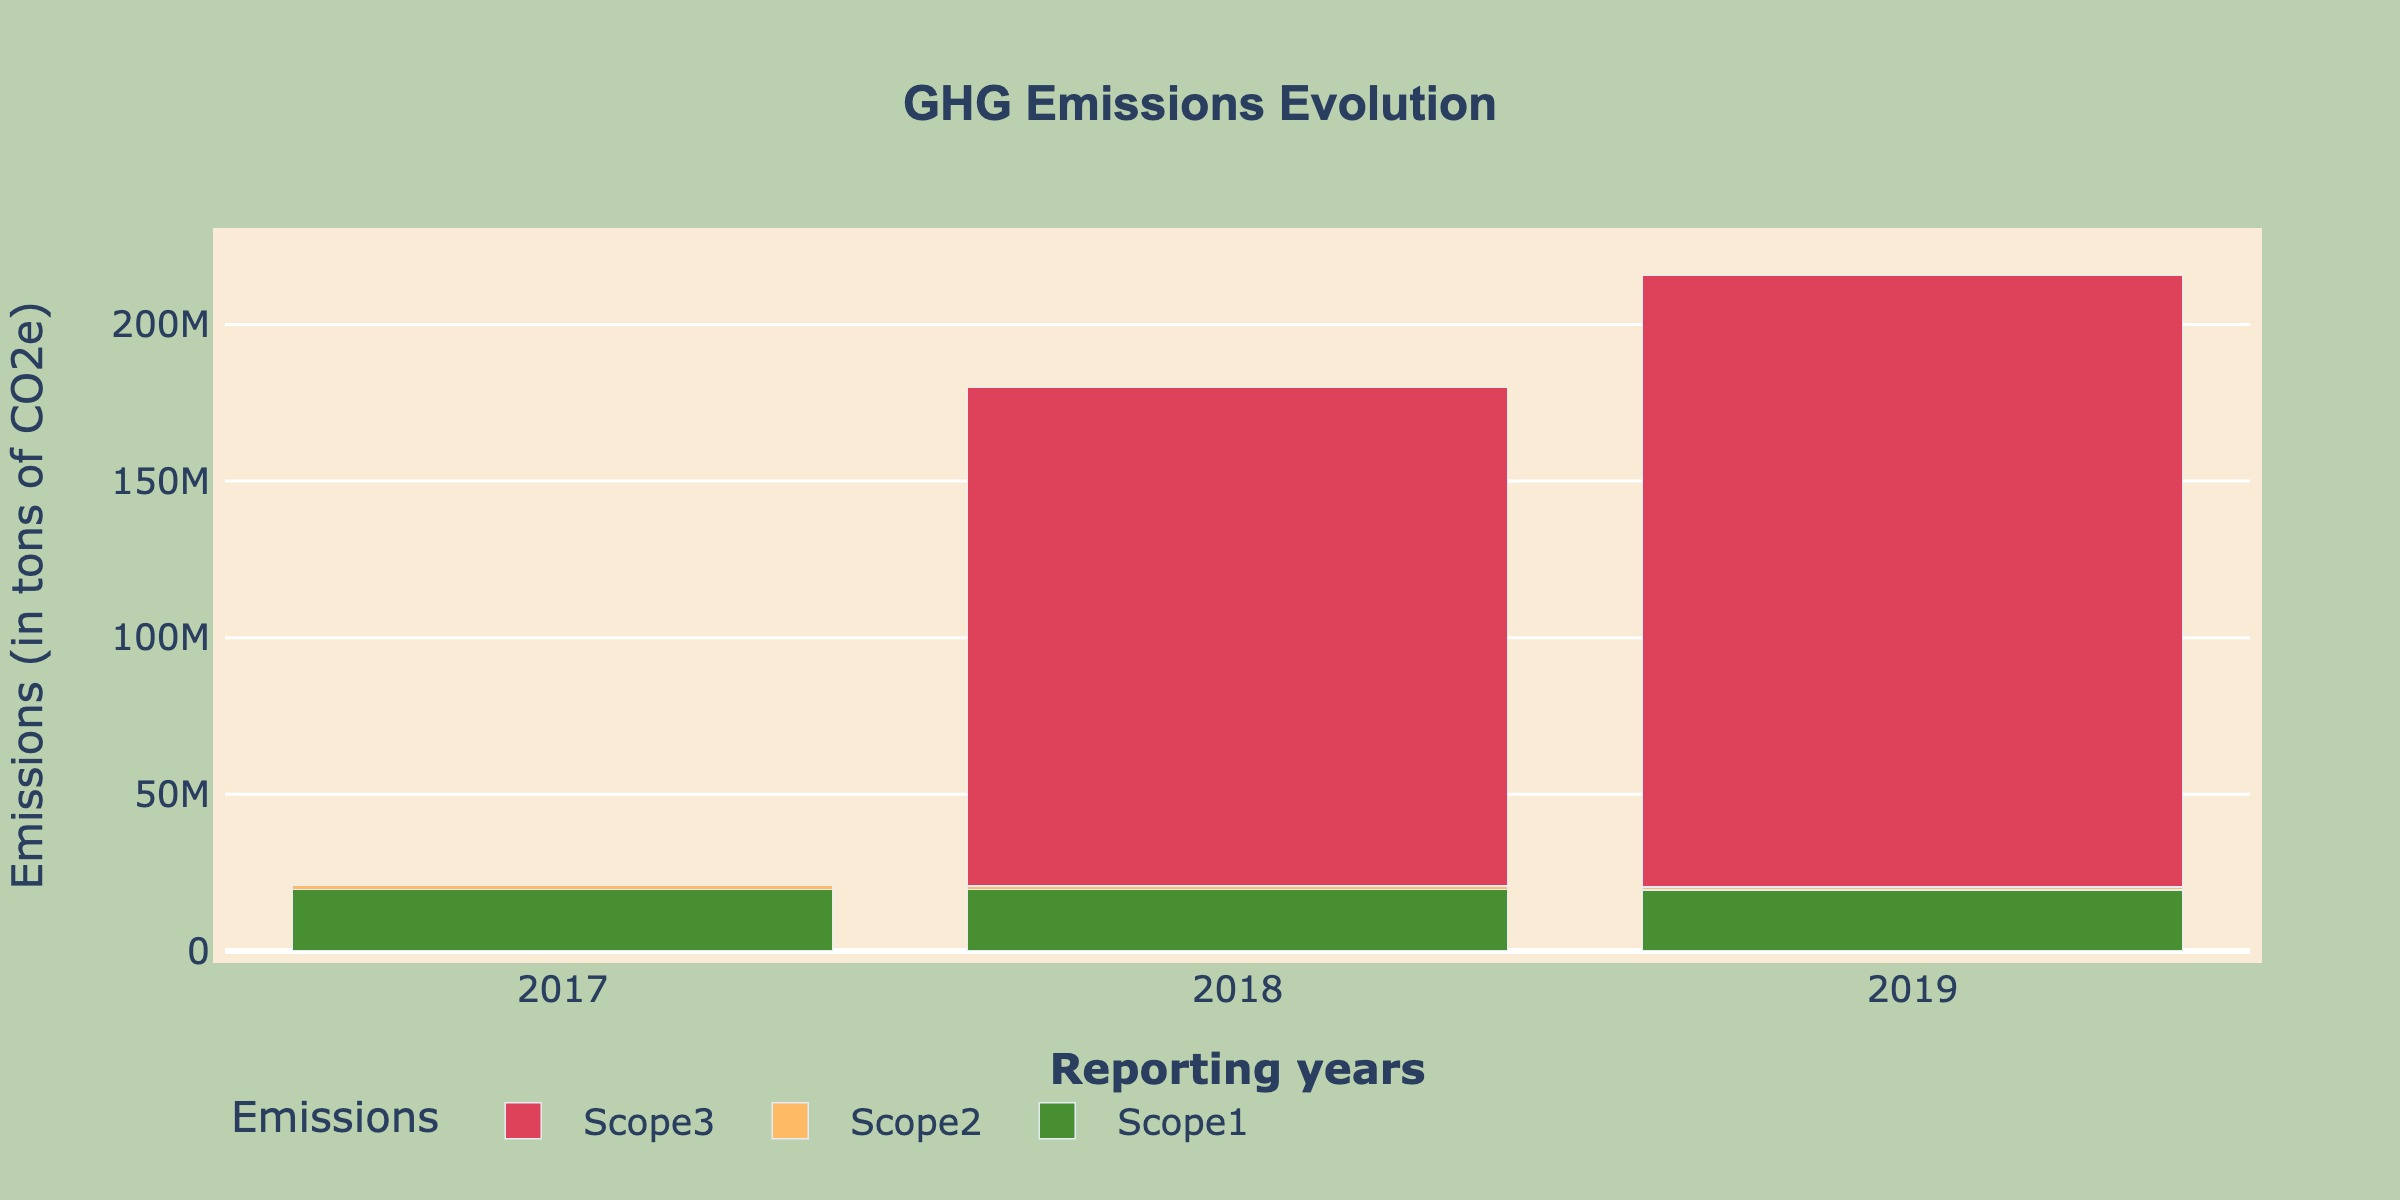 GHG Emissions Evolution
Emissions (in tons of CO2e)
200M
150M
100M
50M
0
2017 2018 2019
Reporting years
Emissions Scope3 Scope2 Scope1